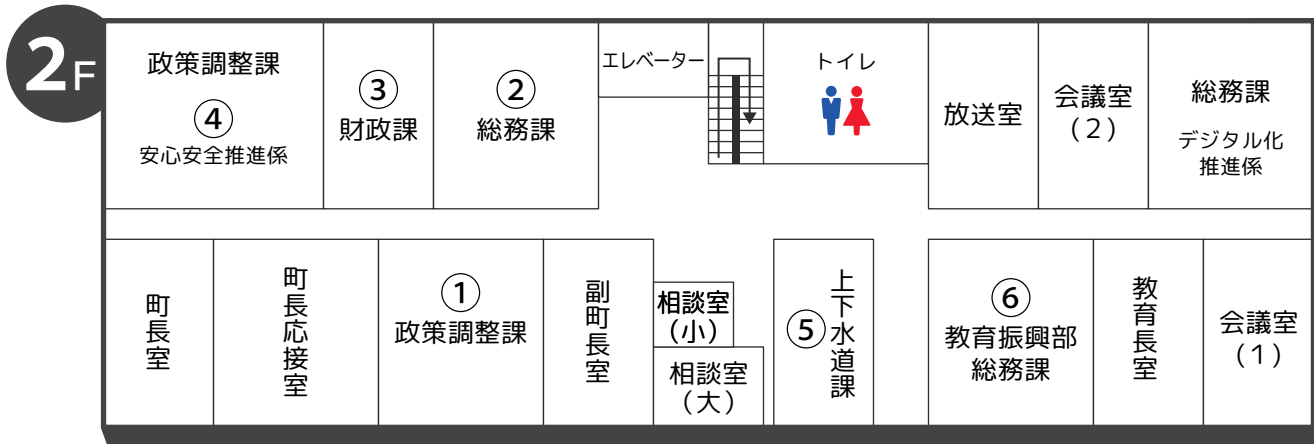 2F
政策調整課
④
安心安全推進係
③
財政課
②
総務課
エレベーター
トイレ
放送室
会議室
(2)
総務課
デジタル化
推進係
町長室
町長応接室
①
政策調整課
副町長室
相談室
(小)
相談室
(大)
⑤
上下水道課
⑥
教育振興部
総務課
教育長室
会議室
(1)